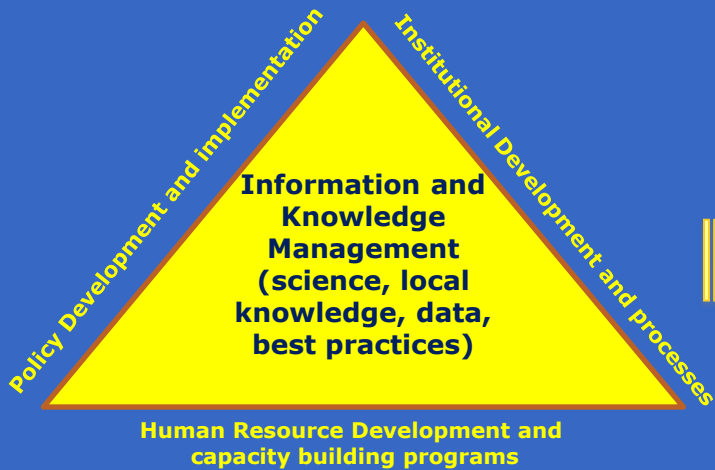 Policy Development and implementation
Institutional Development and processes
Information and
Knowledge
Management
(science, local
knowledge, data,
best practices)
Human Resource Development and
capacity building programs